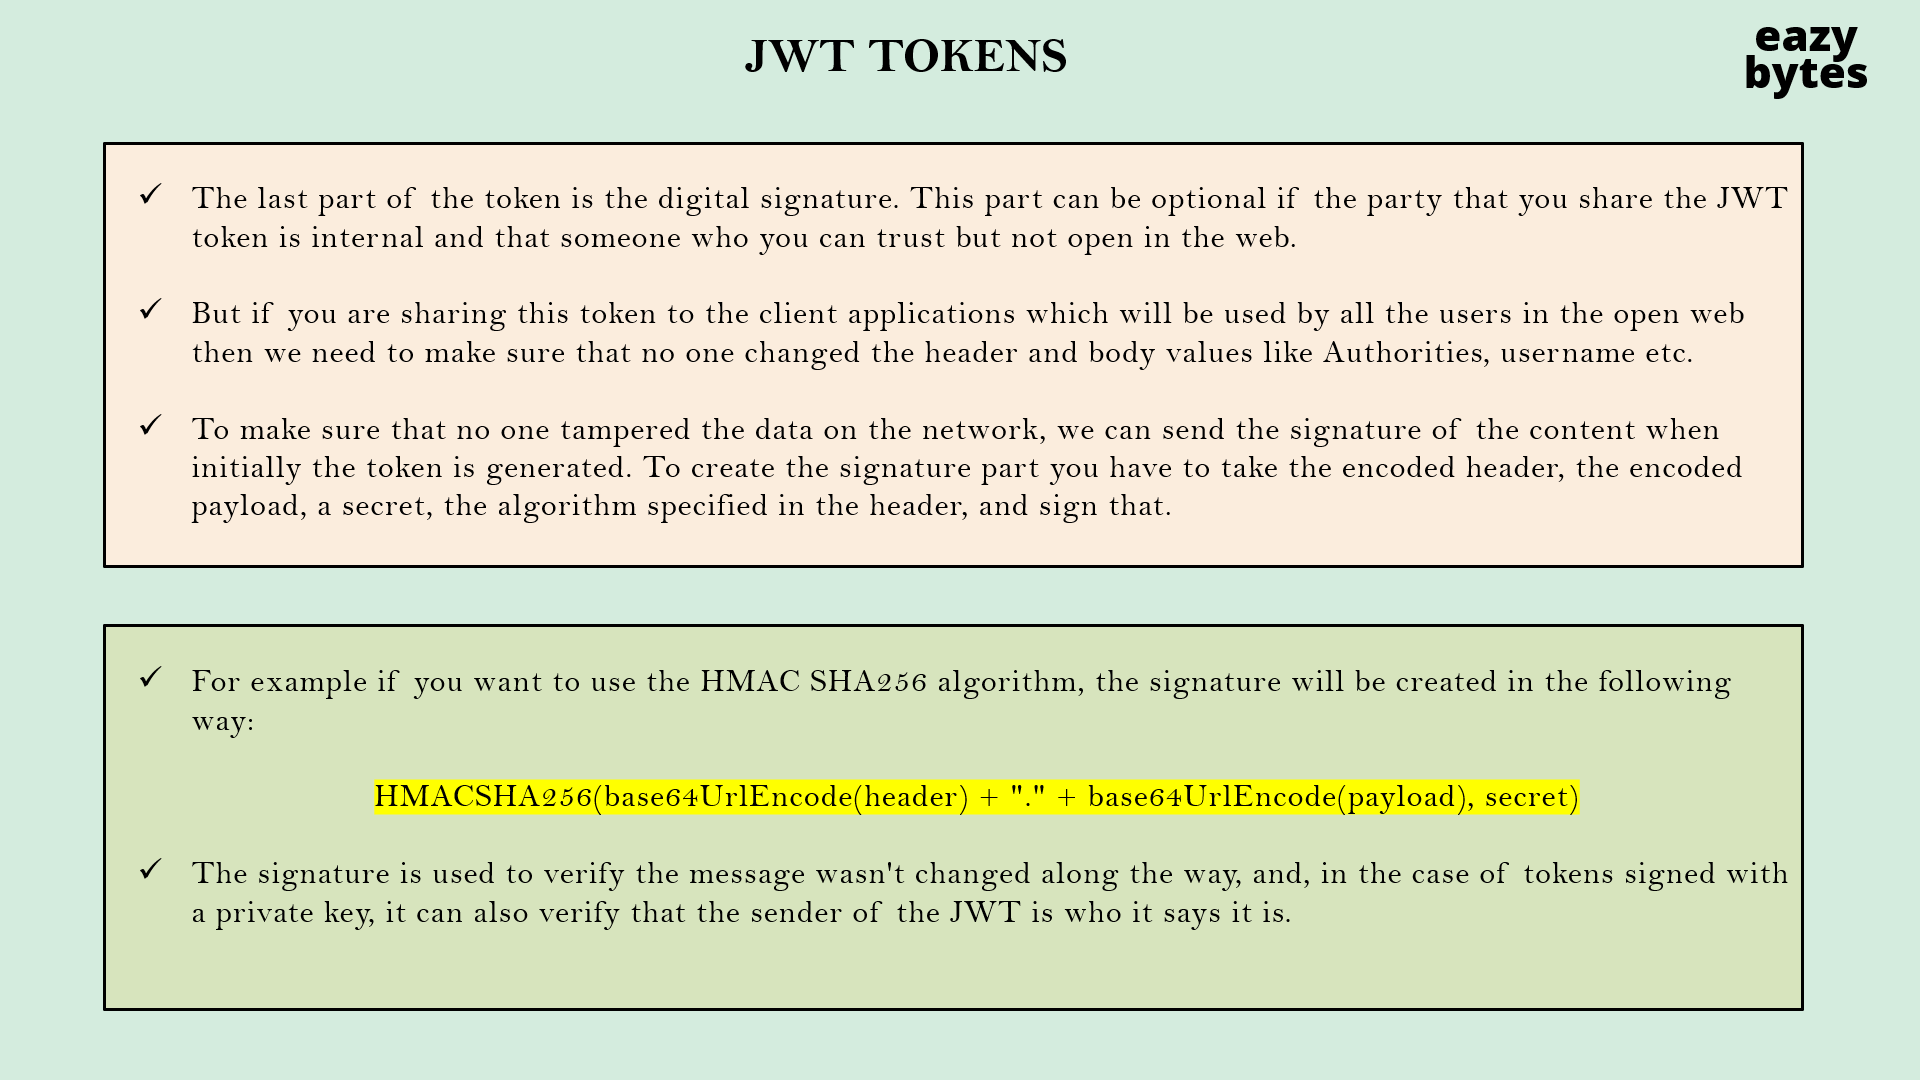 JWT TOKENS
eazy
bytes
✓ The last part of the token is the digital signature. This part can be optional if the party that you share the JWT
token is internal and that someone who you can trust but not open in the web.
✓ But if you are sharing this token to the client applications which will be used by all the users in the open web
then we need to make sure that no one changed the header and body values like Authorities, username etc.
✓ To make sure that no one tampered the data on the network, we can send the signature of the content when
initially the token is generated. To create the signature part you have to take the encoded header, the encoded
payload, a secret, the algorithm specified in the header, and sign that.
✓ For example if you want to use the HMAC SHA256 algorithm, the signature will be created in the following
way:
HMACSHA256(base64UrlEncode(header) + "." + base64UrlEncode(payload), secret)
✓ The signature is used to verify the message wasn't changed along the way, and, in the case of tokens signed with
a private key, it can also verify that the sender of the JWT is who it says it is.